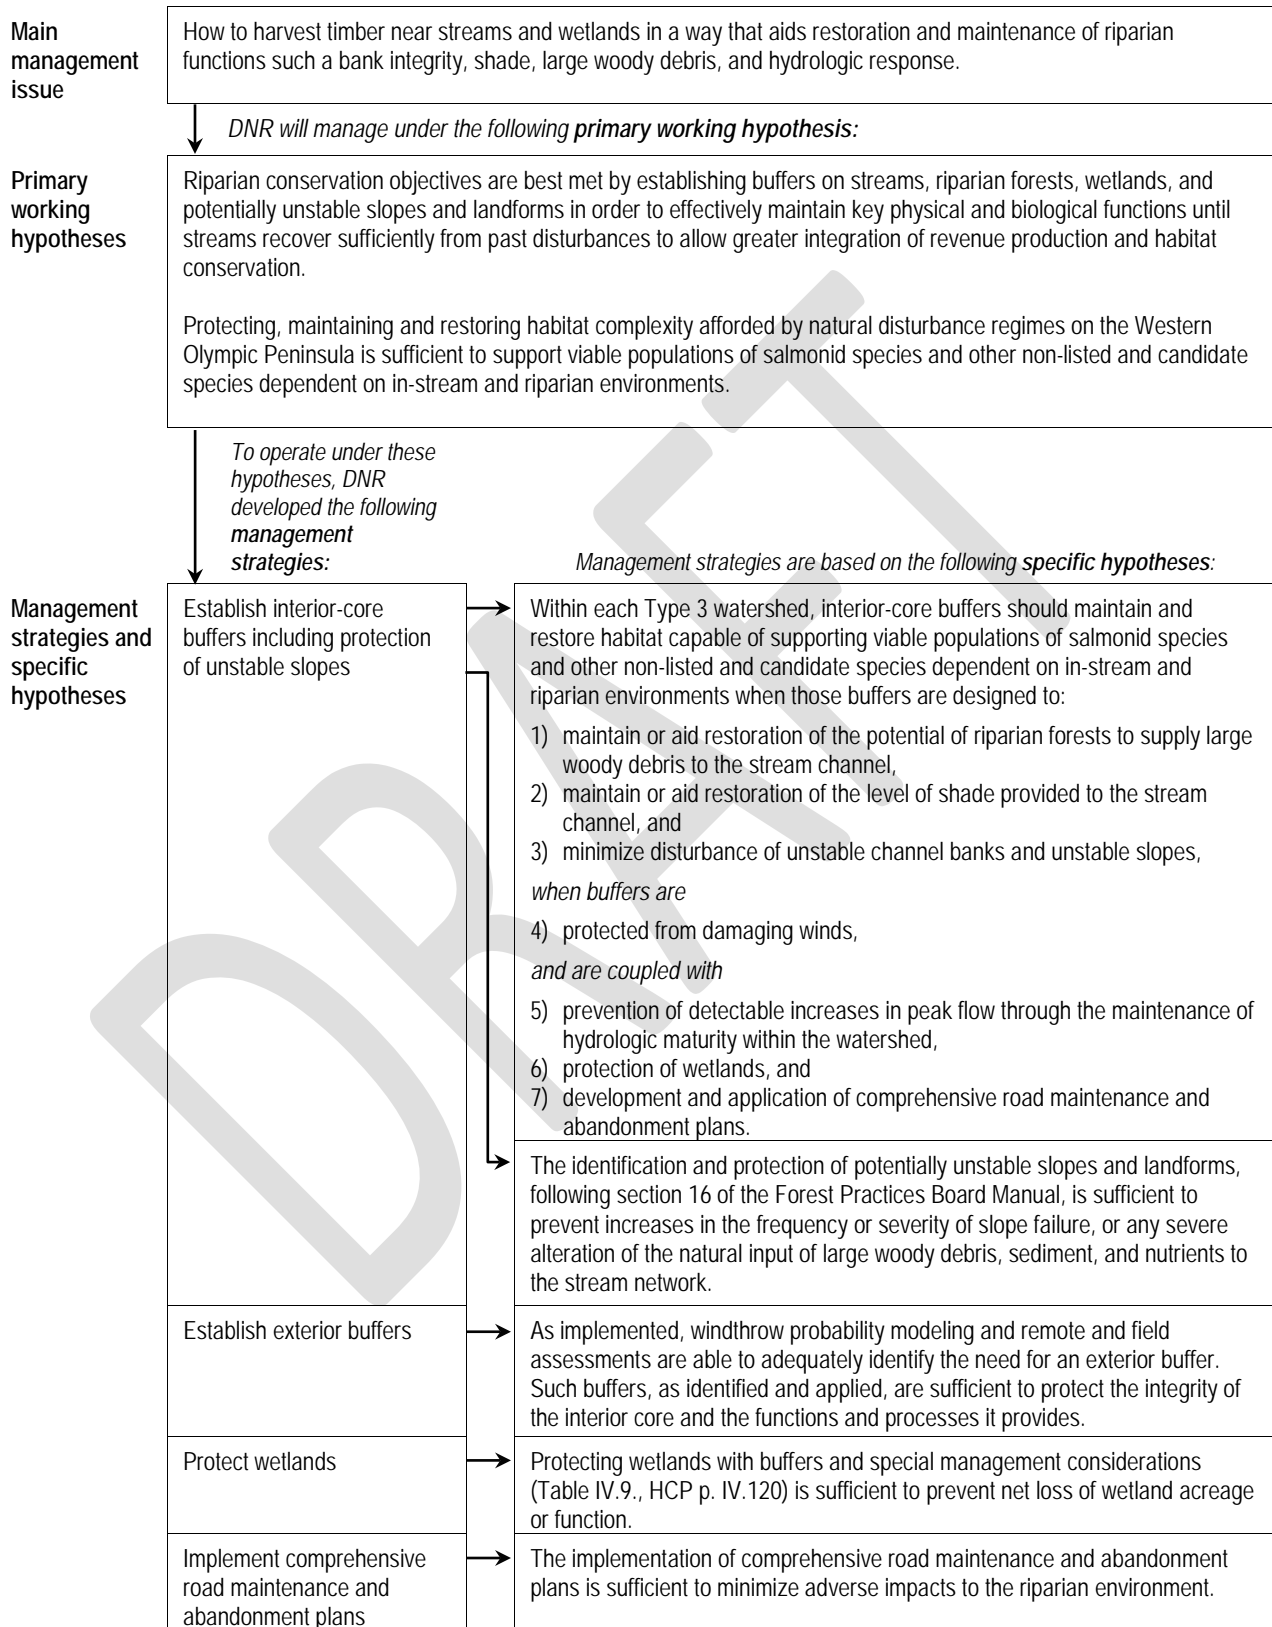 Main
management
issue
How to harvest timber near streams and wetlands in a way that aids restoration and maintenance of riparian
functions such a bank integrity, shade, large woody debris, and hydrologic response.
DNR will manage under the following primary working hypothesis:
Primary
working
hypotheses
Riparian conservation objectives are best met by establishing buffers on streams, riparian forests, wetlands, and
potentially unstable slopes and landforms in order to effectively maintain key physical and biological functions until
streams recover sufficiently from past disturbances to allow greater integration of revenue production and habitat
conservation.
Protecting, maintaining and restoring habitat complexity afforded by natural disturbance regimes on the Western
Olympic Peninsula is sufficient to support viable populations of salmonid species and other non-listed and candidate
species dependent on in-stream and riparian environments.
To operate under these
hypotheses, DNR
developed the following
management
strategies:
Management strategies are based on the following specific hypotheses:
Management
strategies and
specific
hypotheses
Establish interior-core
buffers including protection
of unstable slopes
Within each Type 3 watershed, interior-core buffers should maintain and
restore habitat capable of supporting viable populations of salmonid species
and other non-listed and candidate species dependent on in-stream and
riparian environments when those buffers are designed to:
1) maintain or aid restoration of the potential of riparian forests to supply large
woody debris to the stream channel,
2) maintain or aid restoration of the level of shade provided to the stream
channel, and
3) minimize disturbance of unstable channel banks and unstable slopes,
when buffers are
4) protected from damaging winds,
and are coupled with
5) prevention of detectable increases in peak flow through the maintenance of
hydrologic maturity within the watershed,
6) protection of wetlands, and
7) development and application of comprehensive road maintenance and
abandonment plans.
The identification and protection of potentially unstable slopes and landforms,
following section 16 of the Forest Practices Board Manual, is sufficient to
prevent increases in the frequency or severity of slope failure, or any severe
alteration of the natural input of large woody debris, sediment, and nutrients to
the stream network.
Establish exterior buffers
As implemented, windthrow probability modeling and remote and field
assessments are able to adequately identify the need for an exterior buffer.
Such buffers, as identified and applied, are sufficient to protect the integrity of
the interior core and the functions and processes it provides.
Protect wetlands
Protecting wetlands with buffers and special management considerations
(Table IV.9., HCP p. IV.120) is sufficient to prevent net loss of wetland acreage
or function.
Implement comprehensive
road maintenance and
abandonment plans
The implementation of comprehensive road maintenance and abandonment
plans is sufficient to minimize adverse impacts to the riparian environment.
DRAFT